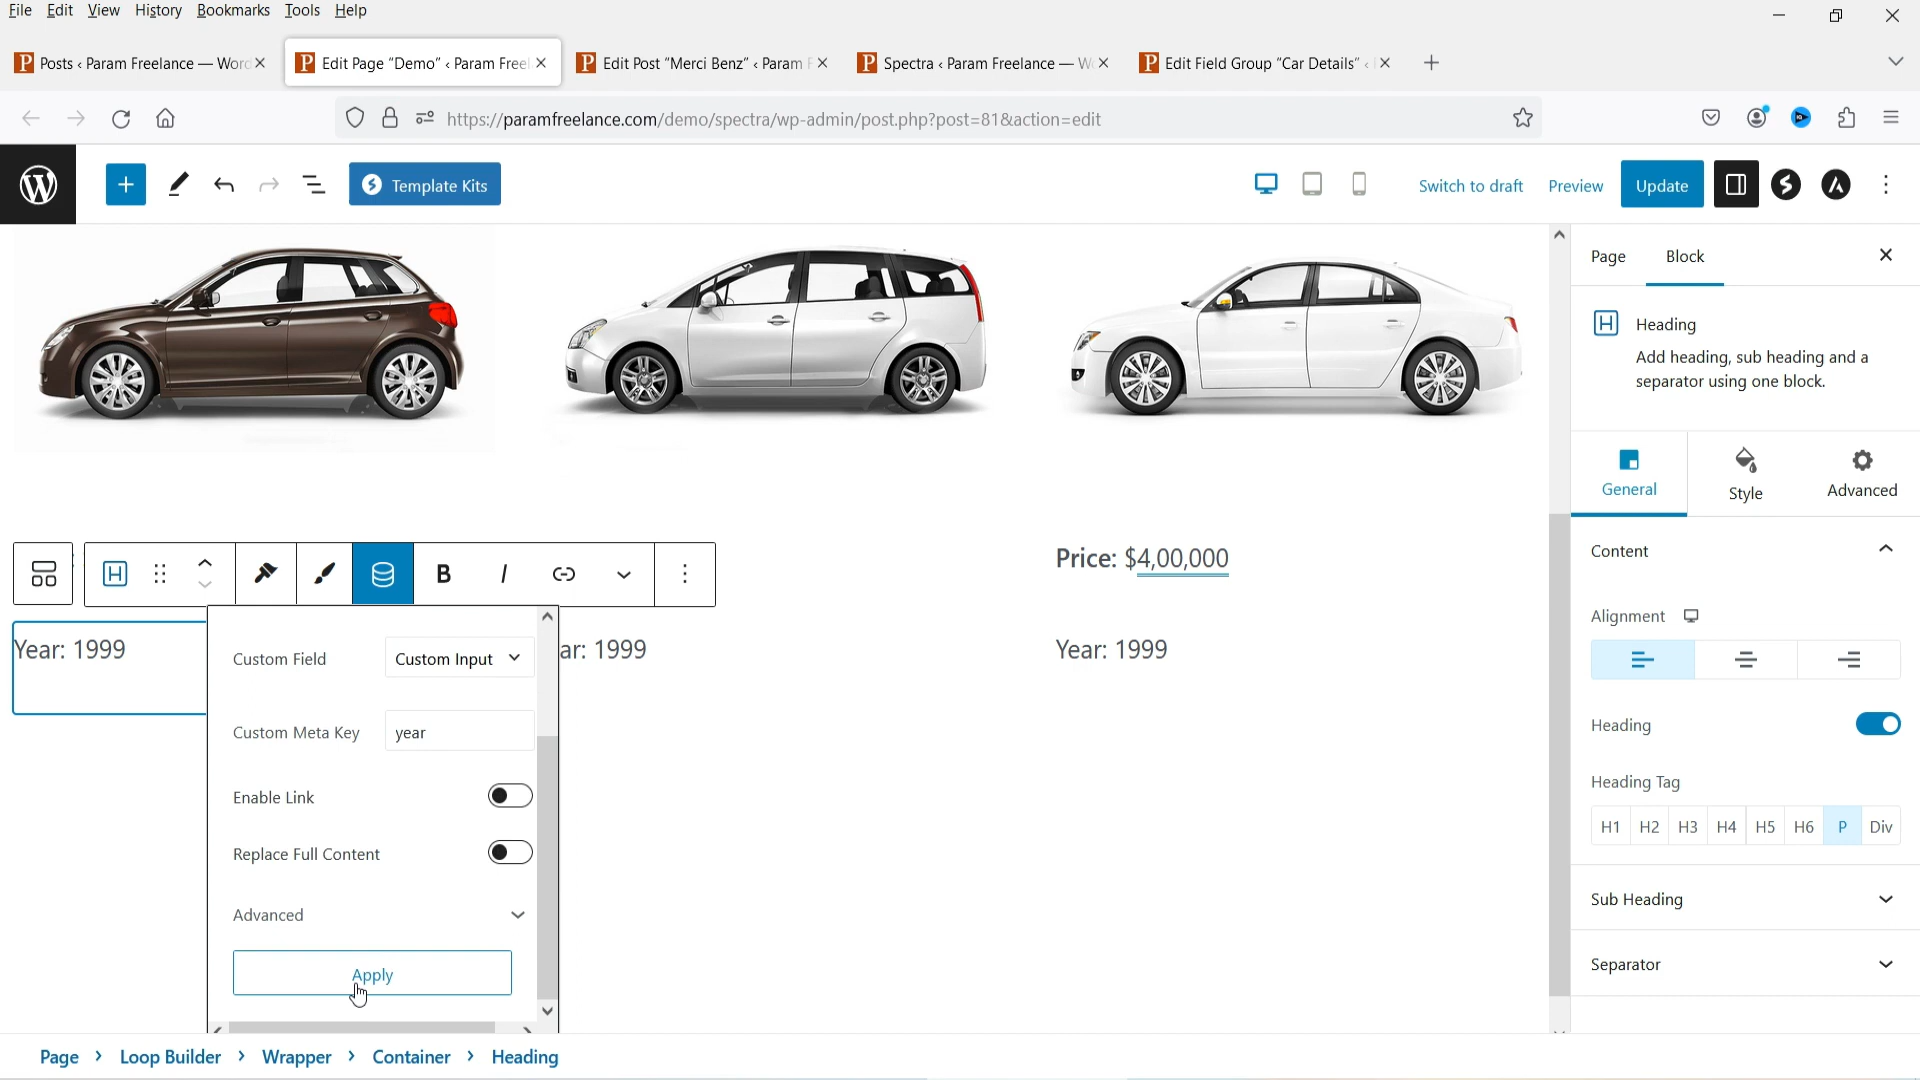 File Edit View History Bookmarks Tools Help
Posts ‹ Param Freelance — Word
Edit Page “Demo” ‹ Param Freel
Edit Post “Merci Benz” ‹ Param F
Spectra ‹ Param Freelance — Wo
Edit Field Group “Car Details” ‹
https://paramfreelance.com/demo/spectra/wp-admin/post.php?post=81&action=edit
Template Kits
Switch to draft
Preview
Update
Page
Block
Heading
Add heading, sub heading and a
separator using one block.
General
Style
Advanced
Price: $4,00,000
Year: 1999
ar: 1999
Year: 1999
Custom Field
Custom Input
Custom Meta Key
year
Enable Link
Replace Full Content
Advanced
Apply
Content
Alignment
Heading
Heading Tag
H1 H2 H3 H4 H5 H6 P Div
Sub Heading
Separator
Page › Loop Builder › Wrapper › Container › Heading